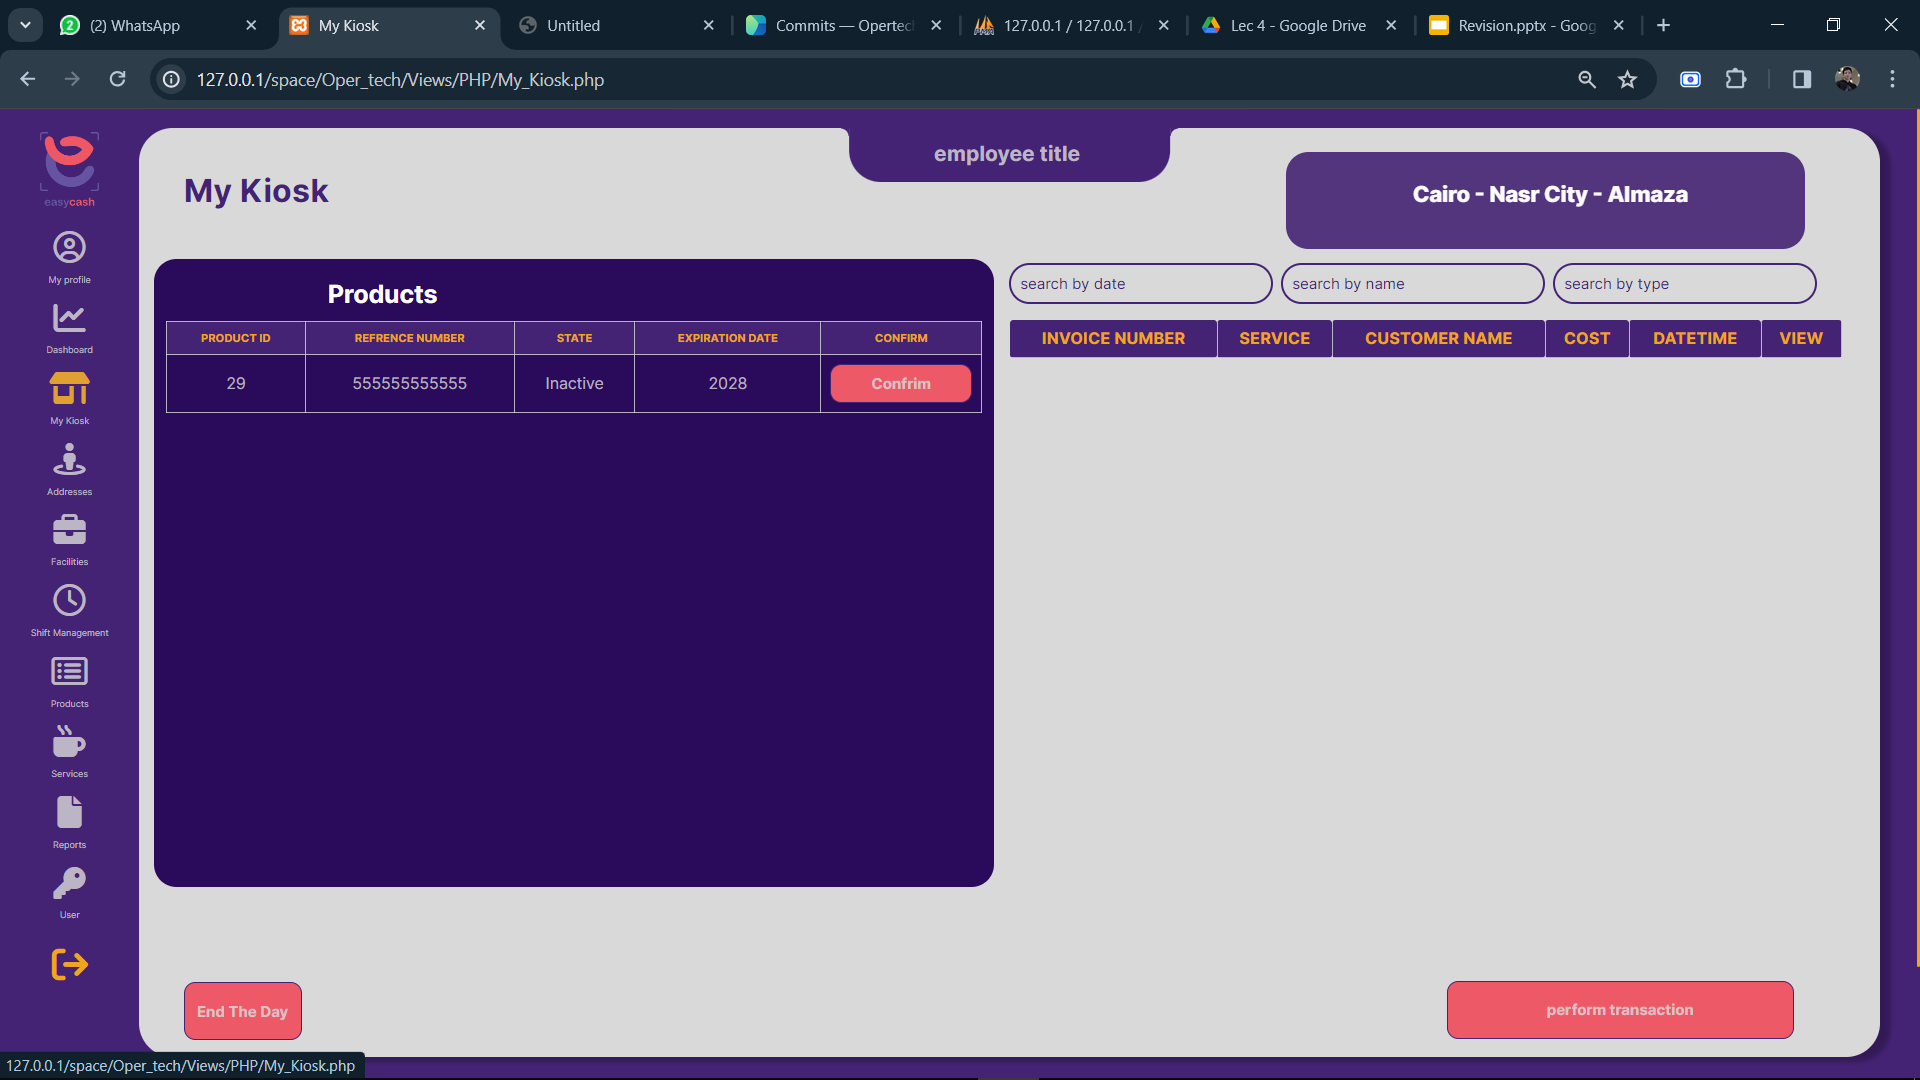 (2) WhatsApp
My Kiosk
Untitled
Commits — Opertec
127.0.0.1 / 127.0.0.1 /
Lec 4 - Google Drive
Revision.pptx - Goog
127.0.0.1/space/Oper_tech/Views/PHP/My_Kiosk.php
easycash
My profile
Dashboard
My Kiosk
Addresses
Facilities
Shift Management
Products
Services
Reports
User
employee title
My Kiosk
Cairo - Nasr City - Almaza
Products
PRODUCT ID REFRENCE NUMBER STATE EXPIRATION DATE CONFIRM
29 555555555555 Inactive 2028 Confrim
search by date search by name search by type
INVOICE NUMBER SERVICE CUSTOMER NAME COST DATETIME VIEW
End The Day
perform transaction
127.0.0.1/space/Oper_tech/Views/PHP/My_Kiosk.php